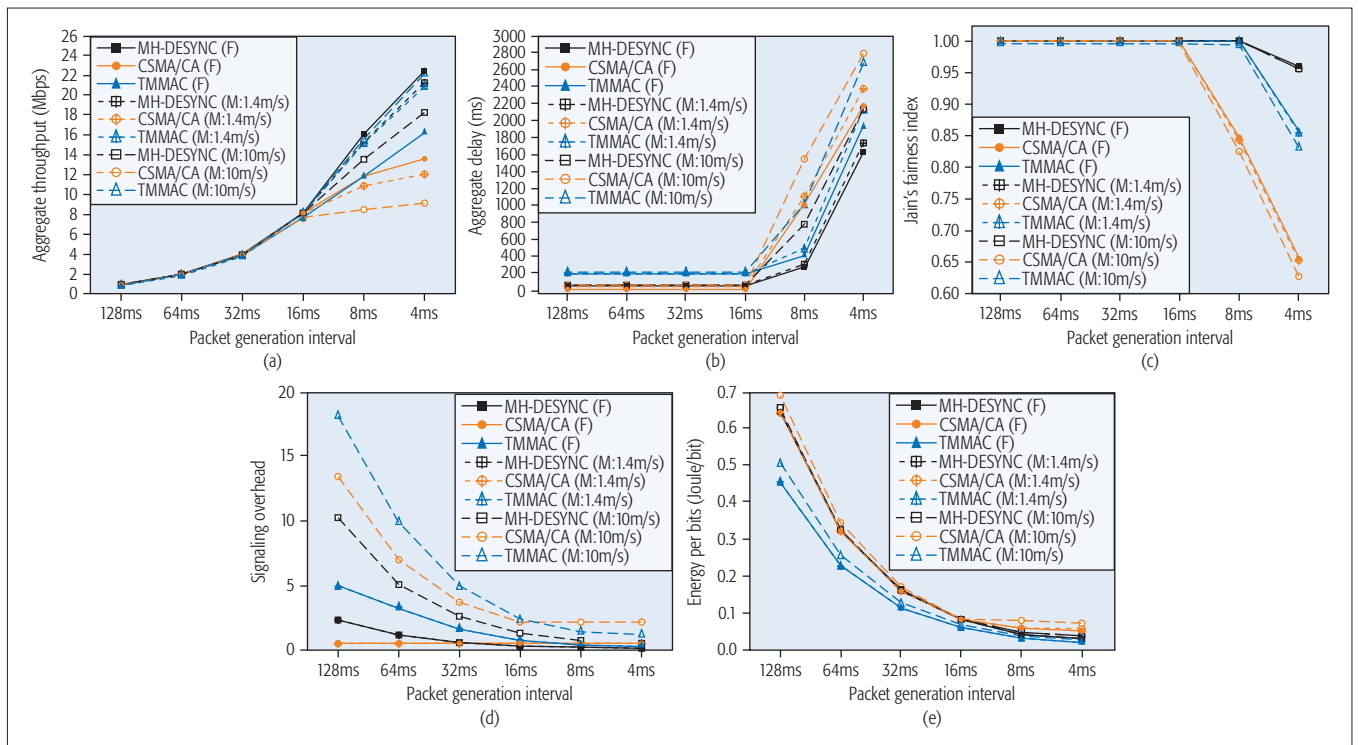 26
24
22
20
18
16
14
12
10
8
6
4
2
0
Aggregate throughput (Mbps)
MH-DESYNC (F)
CSMA/CA (F)
TMMAC (F)
MH-DESYNC (M:1.4m/s)
CSMA/CA (M:1.4m/s)
TMMAC (M:1.4m/s)
MH-DESYNC (M:10m/s)
CSMA/CA (M:10m/s)
TMMAC (M:10m/s)
128ms 64ms 32ms 16ms 8ms 4ms
Packet generation interval
(a)
3000
2800
2600
2400
2200
2000
1800
1600
1400
1200
1000
800
600
400
200
0
Aggregate delay (ms)
MH-DESYNC (F)
CSMA/CA (F)
TMMAC (F)
MH-DESYNC (M:1.4m/s)
CSMA/CA (M:1.4m/s)
TMMAC (M:1.4m/s)
MH-DESYNC (M:10m/s)
CSMA/CA (M:10m/s)
TMMAC (M:10m/s)
128ms 64ms 32ms 16ms 8ms 4ms
Packet generation interval
(b)
1.00
0.95
0.90
0.85
0.80
0.75
0.70
0.65
0.60
Jain's fairness index
MH-DESYNC (F)
CSMA/CA (F)
TMMAC (F)
MH-DESYNC (M:1.4m/s)
CSMA/CA (M:1.4m/s)
TMMAC (M:1.4m/s)
MH-DESYNC (M:10m/s)
CSMA/CA (M:10m/s)
TMMAC (M:10m/s)
128ms 64ms 32ms 16ms 8ms 4ms
Packet generation interval
(c)
20
15
10
5
0
Signaling overhead
MH-DESYNC (F)
CSMA/CA (F)
TMMAC (F)
MH-DESYNC (M:1.4m/s)
CSMA/CA (M:1.4m/s)
TMMAC (M:1.4m/s)
MH-DESYNC (M:10m/s)
CSMA/CA (M:10m/s)
TMMAC (M:10m/s)
128ms 64ms 32ms 16ms 8ms 4ms
Packet generation interval
(d)
0.7
0.6
0.5
0.4
0.3
0.2
0.1
0.0
Energy per bits (Joule/bit)
MH-DESYNC (F)
CSMA/CA (F)
TMMAC (F)
MH-DESYNC (M:1.4m/s)
CSMA/CA (M:1.4m/s)
TMMAC (M:1.4m/s)
MH-DESYNC (M:10m/s)
CSMA/CA (M:10m/s)
TMMAC (M:10m/s)
128ms 64ms 32ms 16ms 8ms 4ms
Packet generation interval
(e)